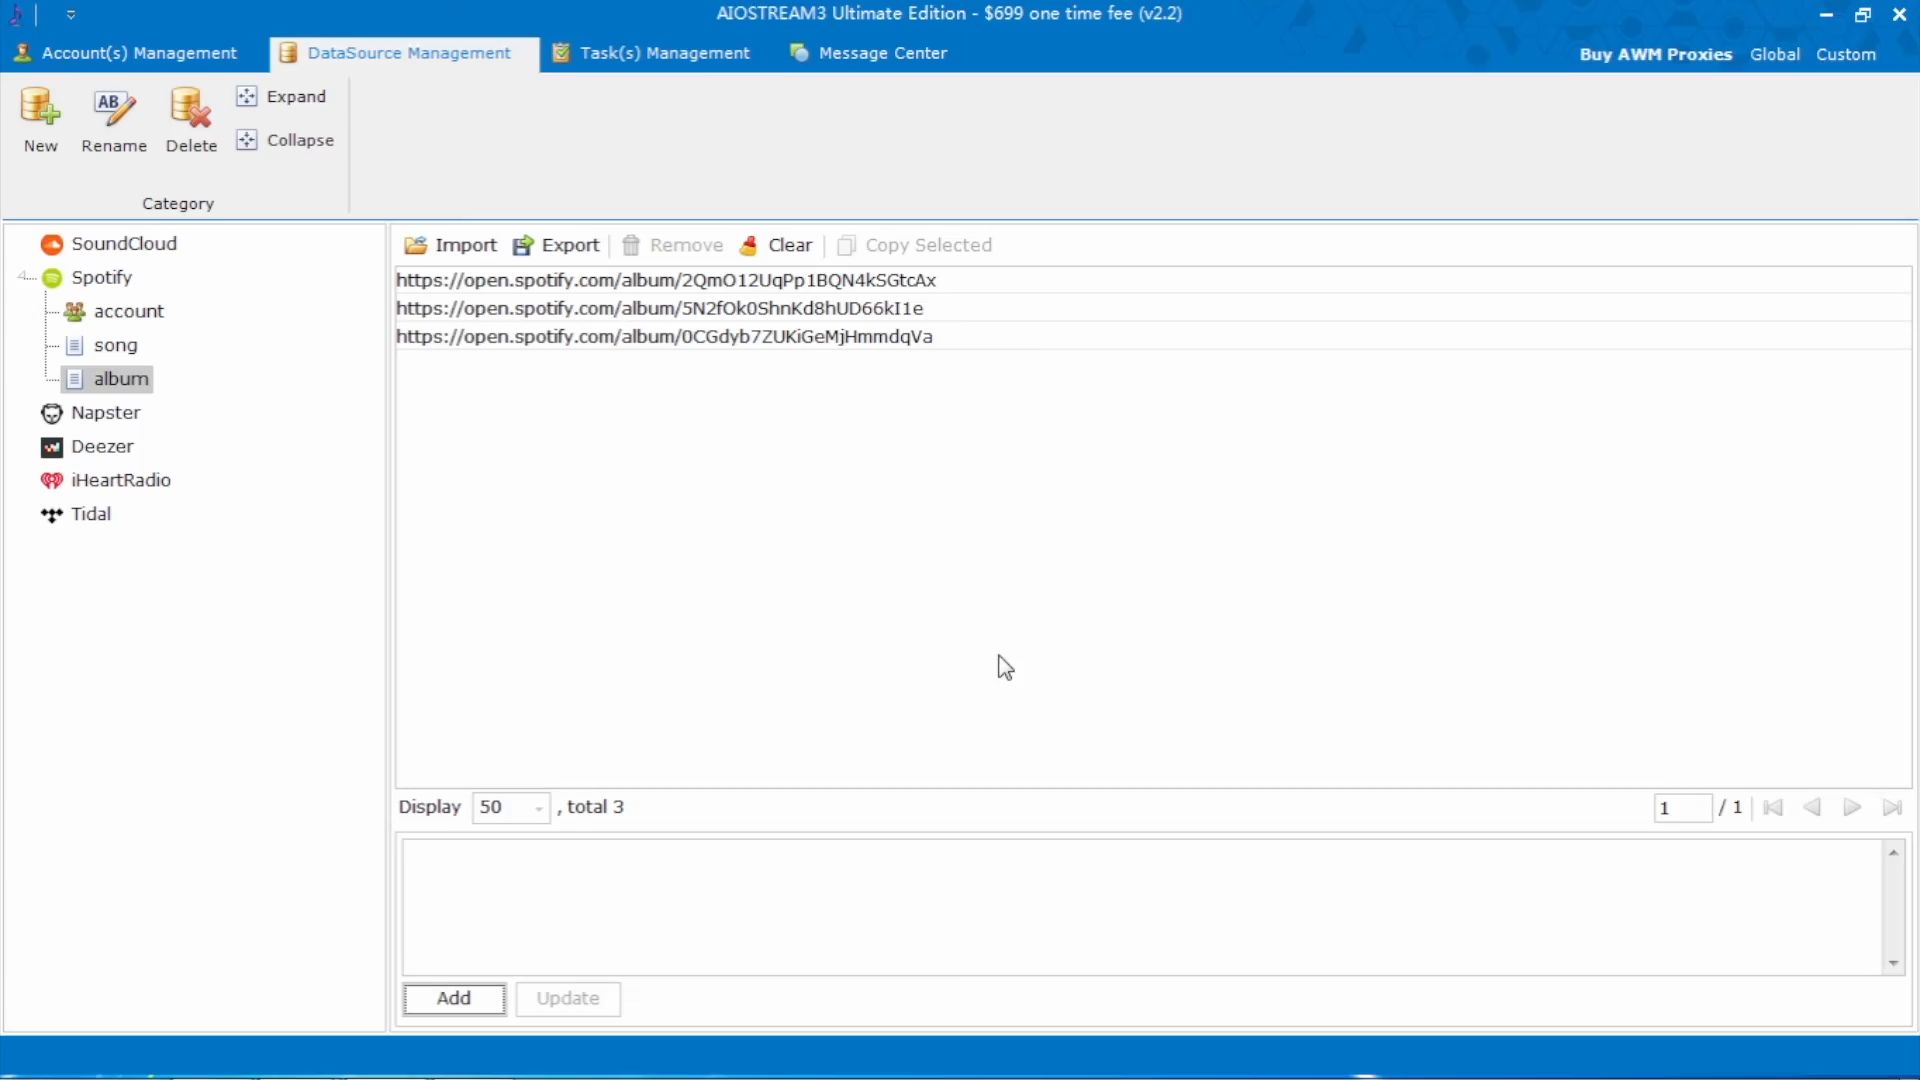 AIOSTREAM3 Ultimate Edition - $699 one time fee (v2.2)
Account(s) Management
DataSource Management
Task(s) Management
Message Center
Buy AWM Proxies
Global
Custom
New
Rename
Delete
Expand
Collapse
Category
SoundCloud
Spotify
account
song
album
Napster
Deezer
iHeartRadio
Tidal
Import
Export
Remove
Clear
Copy Selected
https://open.spotify.com/album/2QmO12UqPp1BQN4kSGtcAx
https://open.spotify.com/album/5N2fOk0ShnKd8hUD66kI1e
https://open.spotify.com/album/0CGdyb7ZUKiGeMjHmmdqVa
Display 50 , total 3
1 / 1
Add
Update